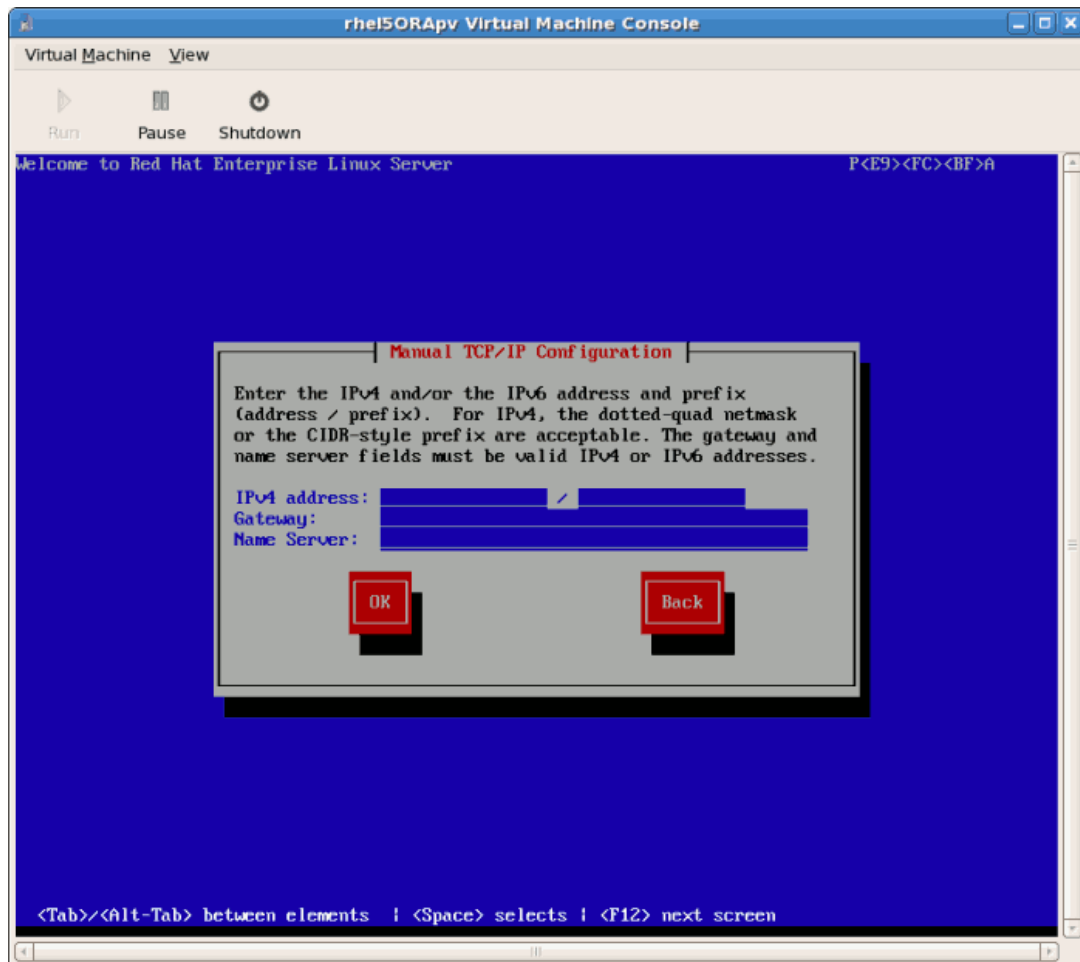 rhel5ORApv Virtual Machine Console
Virtual Machine View
Run Pause Shutdown
Welcome to Red Hat Enterprise Linux Server P<E9><FC><BF>A
Manual TCP/IP Configuration
Enter the IPv4 and/or the IPv6 address and prefix
(address / prefix). For IPv4, the dotted-quad netmask
or the CIDR-style prefix are acceptable. The gateway and
name server fields must be valid IPv4 or IPv6 addresses.
IPv4 address: /
Gateway:
Name Server:
OK Back
<Tab>/<Alt-Tab> between elements | <Space> selects | <F12> next screen